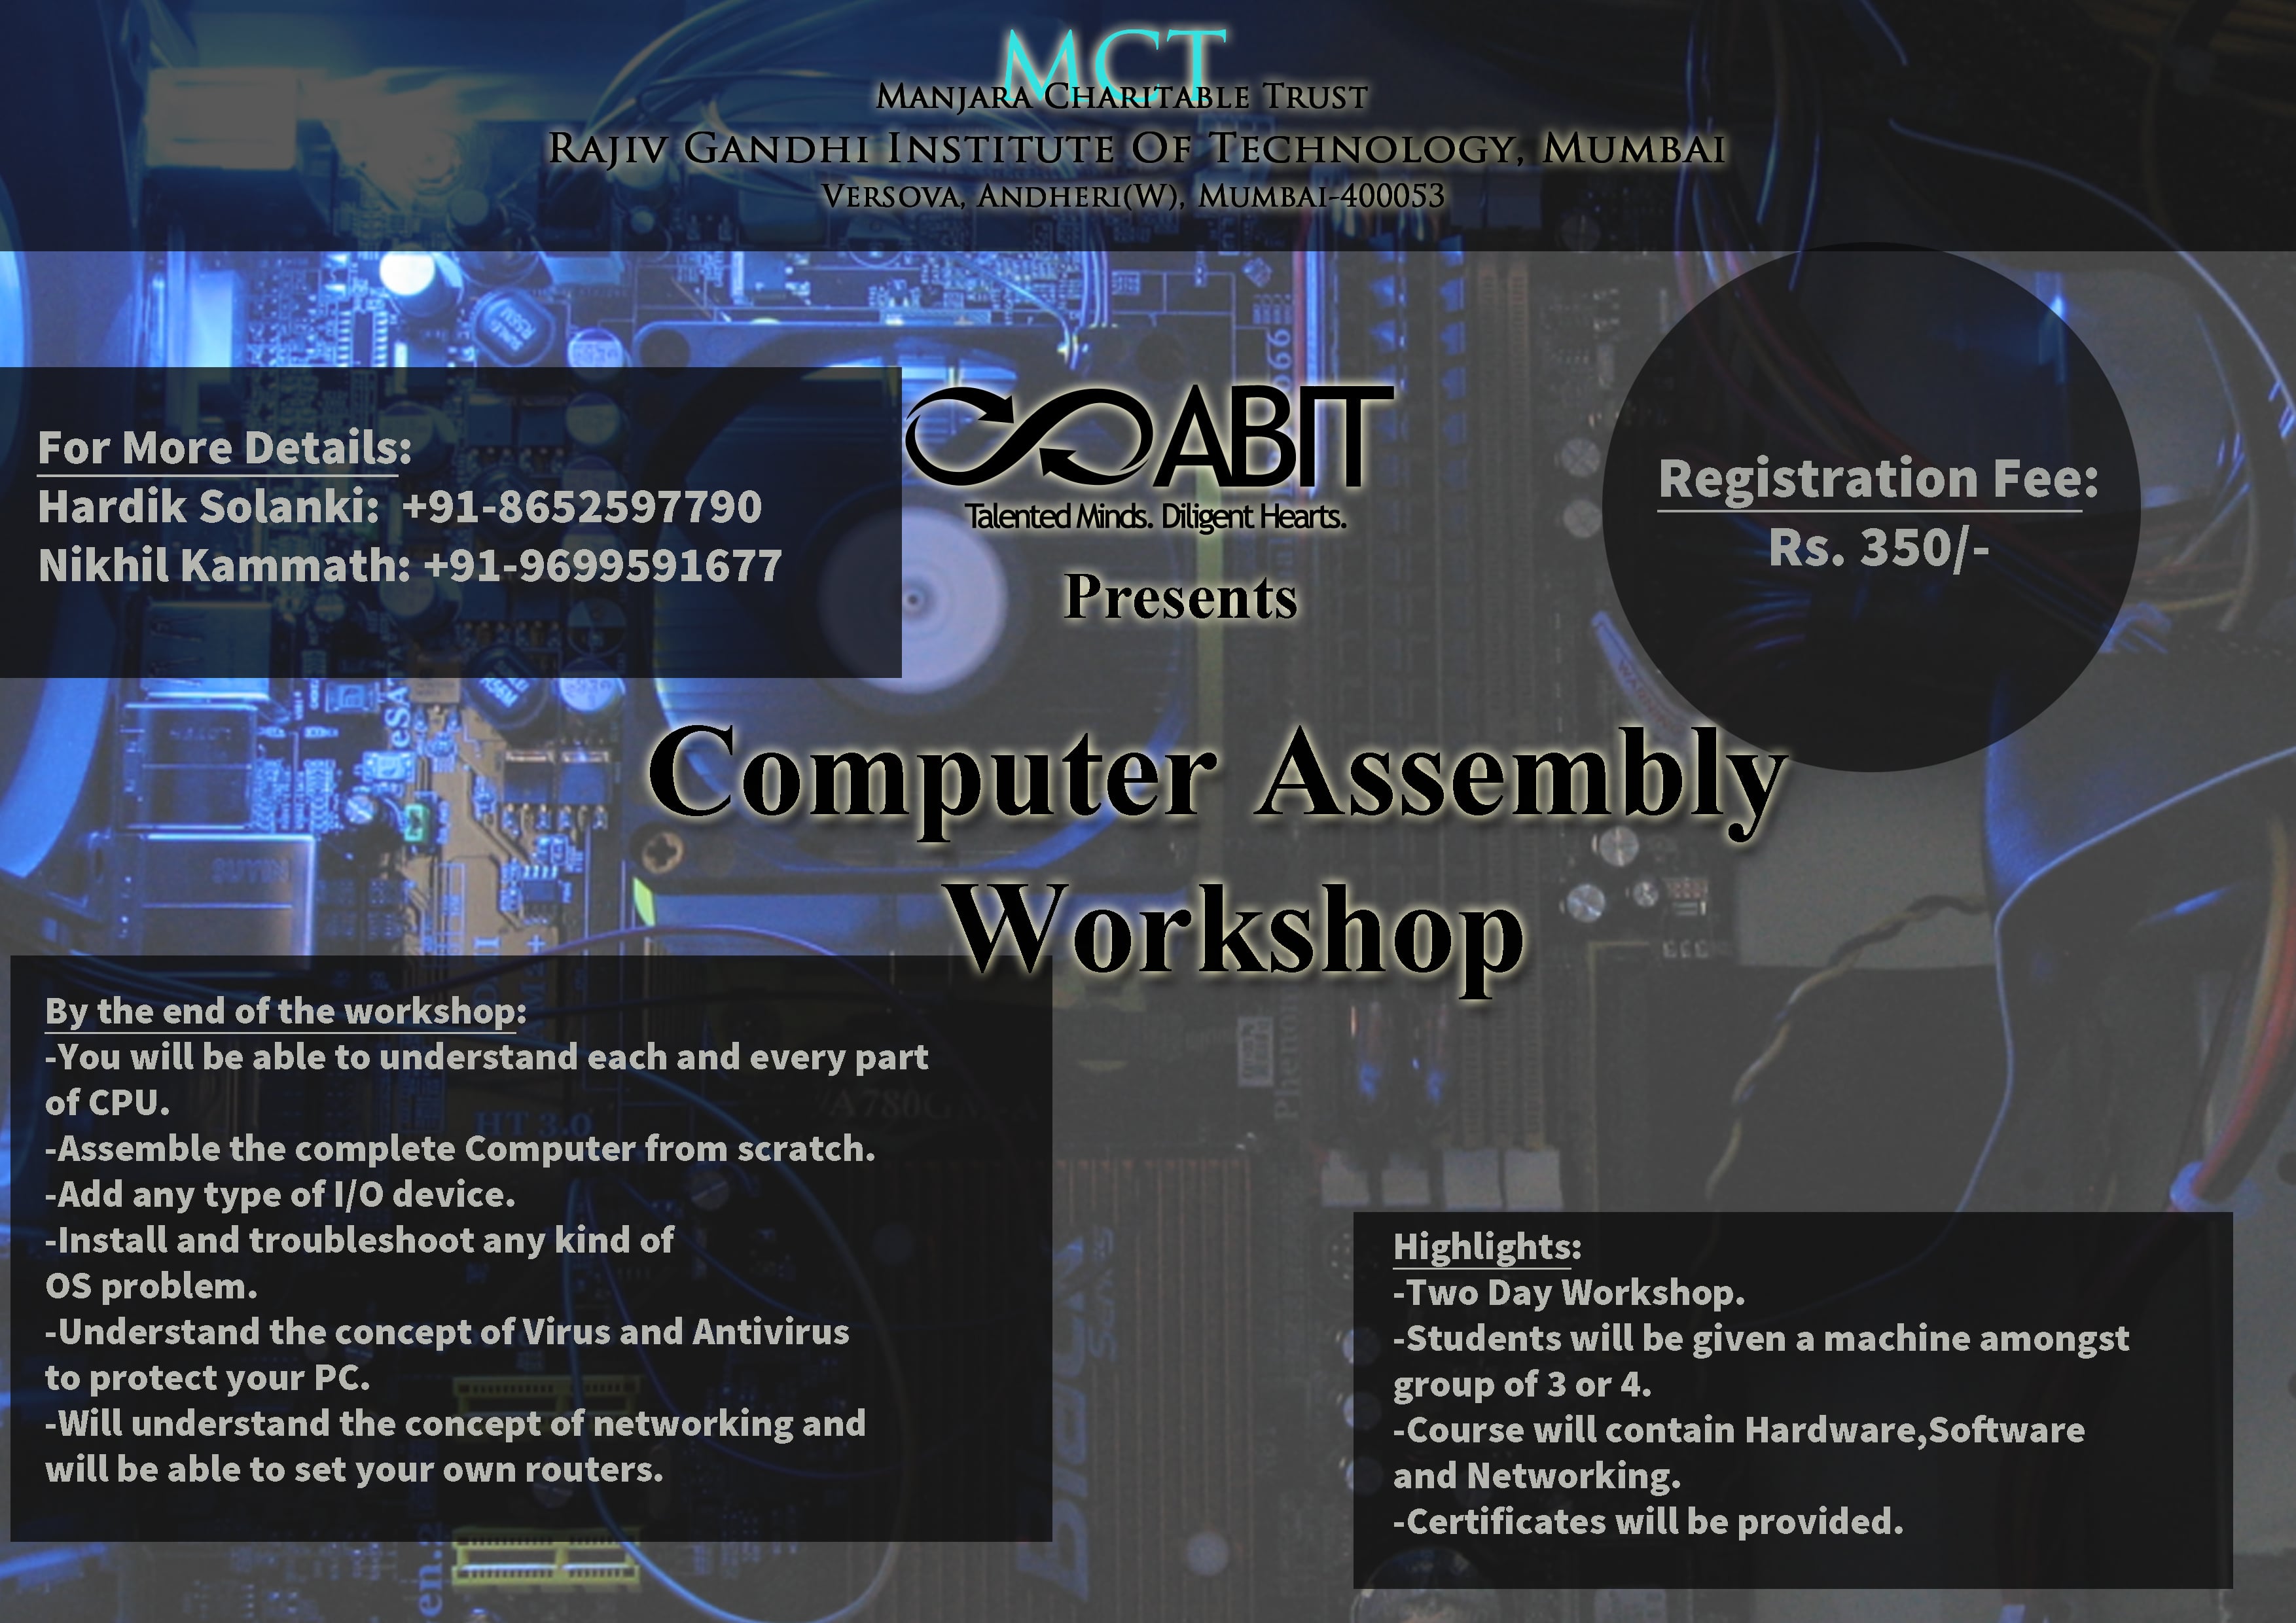 MCT
Manjara Charitable Trust
Rajiv Gandhi Institute Of Technology, Mumbai
Versova, Andheri(W), Mumbai-400053
For More Details:
Hardik Solanki: +91-8652597790
Nikhil Kammath: +91-9699591677
ABIT
Talented Minds. Diligent Hearts.
Presents
Registration Fee:
Rs. 350/-
Computer Assembly
Workshop
By the end of the workshop:
-You will be able to understand each and every part
of CPU.
-Assemble the complete Computer from scratch.
-Add any type of I/O device.
-Install and troubleshoot any kind of
OS problem.
-Understand the concept of Virus and Antivirus
to protect your PC.
-Will understand the concept of networking and
will be able to set your own routers.
Highlights:
-Two Day Workshop.
-Students will be given a machine amongst
group of 3 or 4.
-Course will contain Hardware,Software
and Networking.
-Certificates will be provided.
eSATA
SUYIN
HT 3.0